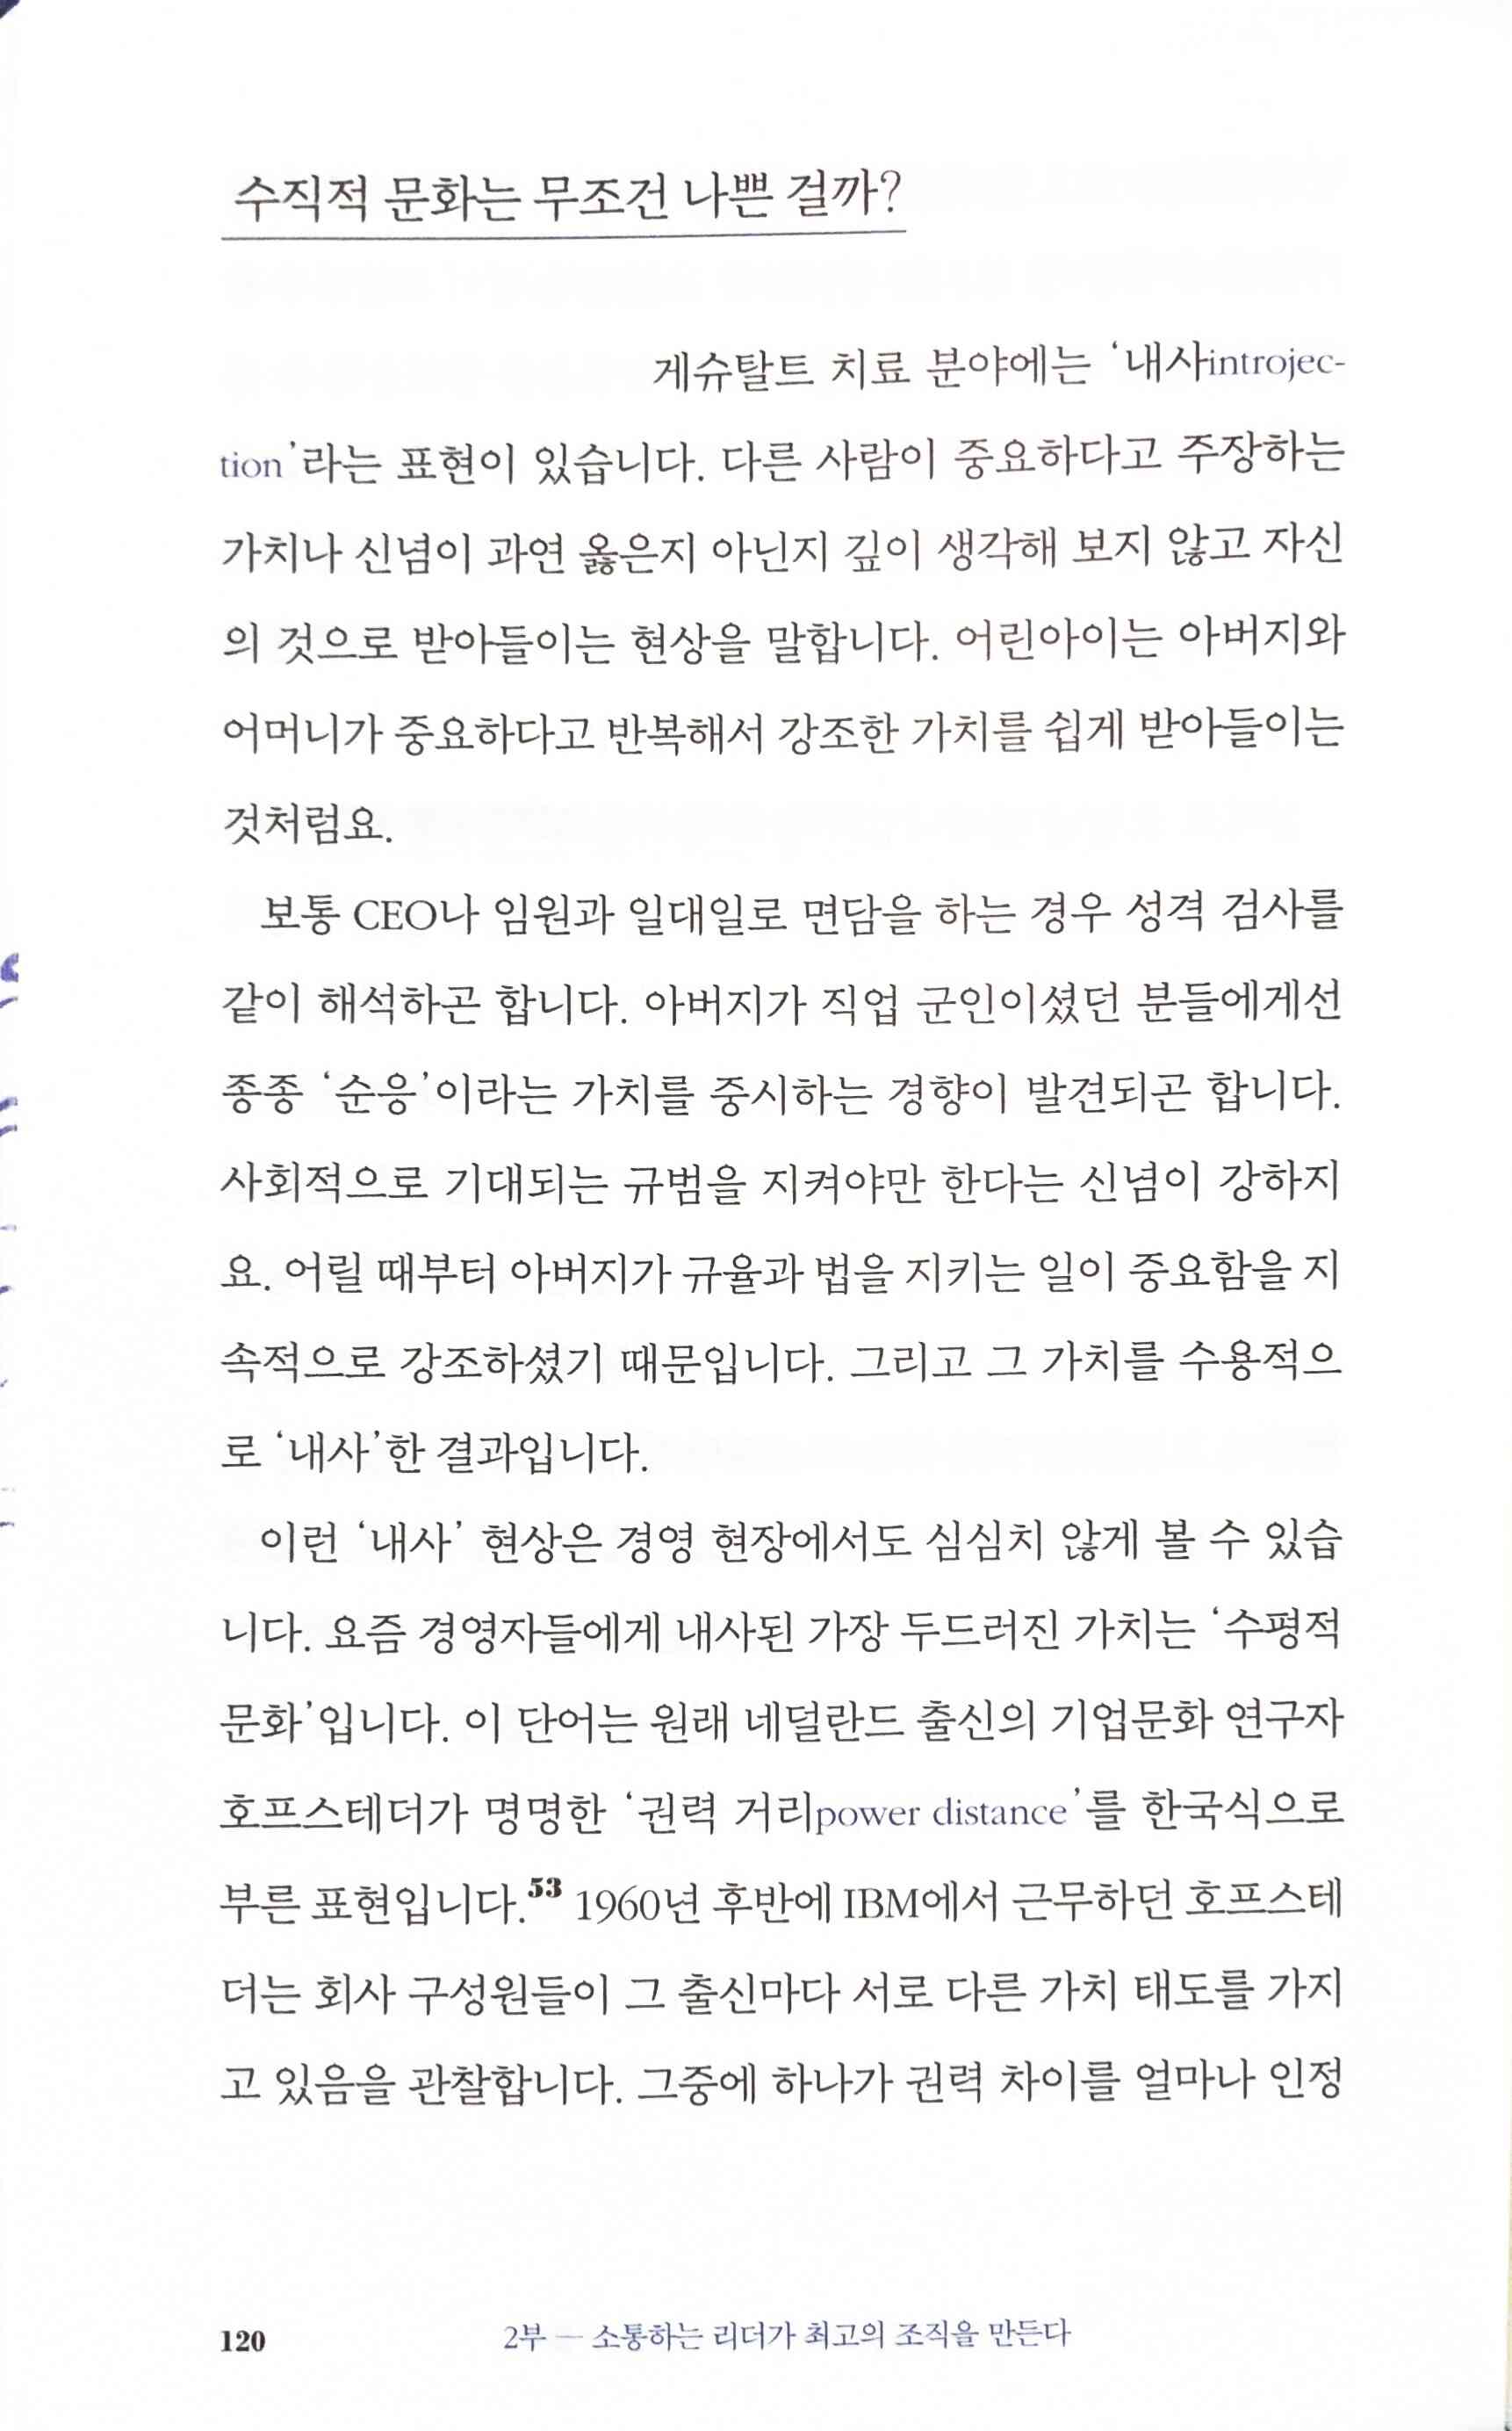 수직적 문화는 무조건 나쁜 걸까?
게슈탈트 치료 분야에는 ‘내사introjec-
tion’라는 표현이 있습니다. 다른 사람이 중요하다고 주장하는
가치나 신념이 과연 옳은지 아닌지 깊이 생각해 보지 않고 자신
의 것으로 받아들이는 현상을 말합니다. 어린아이는 아버지와
어머니가 중요하다고 반복해서 강조한 가치를 쉽게 받아들이는
것처럼요.
보통 CEO나 임원과 일대일로 면담을 하는 경우 성격 검사를
같이 해석하곤 합니다. 아버지가 직업 군인이셨던 분들에게선
종종 ‘순응’이라는 가치를 중시하는 경향이 발견되곤 합니다.
사회적으로 기대되는 규범을 지켜야만 한다는 신념이 강하지
요. 어릴 때부터 아버지가 규율과 법을 지키는 일이 중요함을 지
속적으로 강조하셨기 때문입니다. 그리고 그 가치를 수용적으
로 ‘내사’한 결과입니다.
이런 ‘내사’ 현상은 경영 현장에서도 심심치 않게 볼 수 있습
니다. 요즘 경영자들에게 내사된 가장 두드러진 가치는 ‘수평적
문화’입니다. 이 단어는 원래 네덜란드 출신의 기업문화 연구자
호프스테더가 명명한 ‘권력 거리power distance’를 한국식으로
부른 표현입니다.53 1960년 후반에 IBM에서 근무하던 호프스테
더는 회사 구성원들이 그 출신마다 서로 다른 가치 태도를 가지
고 있음을 관찰합니다. 그중에 하나가 권력 차이를 얼마나 인정
120
2부 — 소통하는 리더가 최고의 조직을 만든다